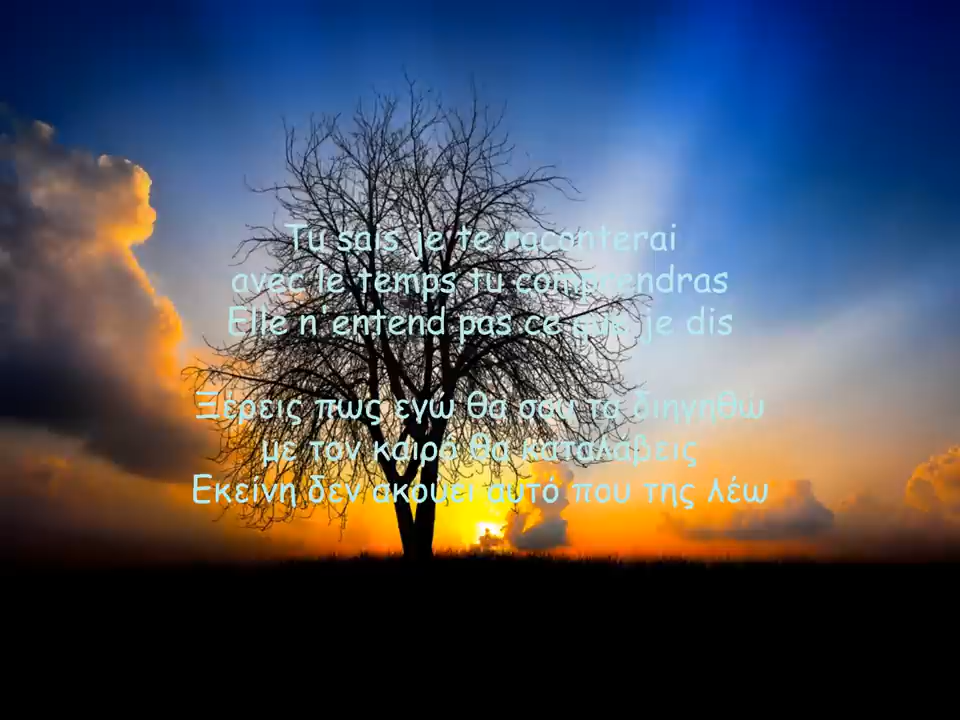 Tu sais je te raconterai
avec le temps tu comprendras
Elle n'entend pas ce que je dis
Ξέρεις πως εγώ θα σου τα διηγηθώ
με τον καιρό θα καταλάβεις
Εκείνη δεν ακούει αυτό που της λέω